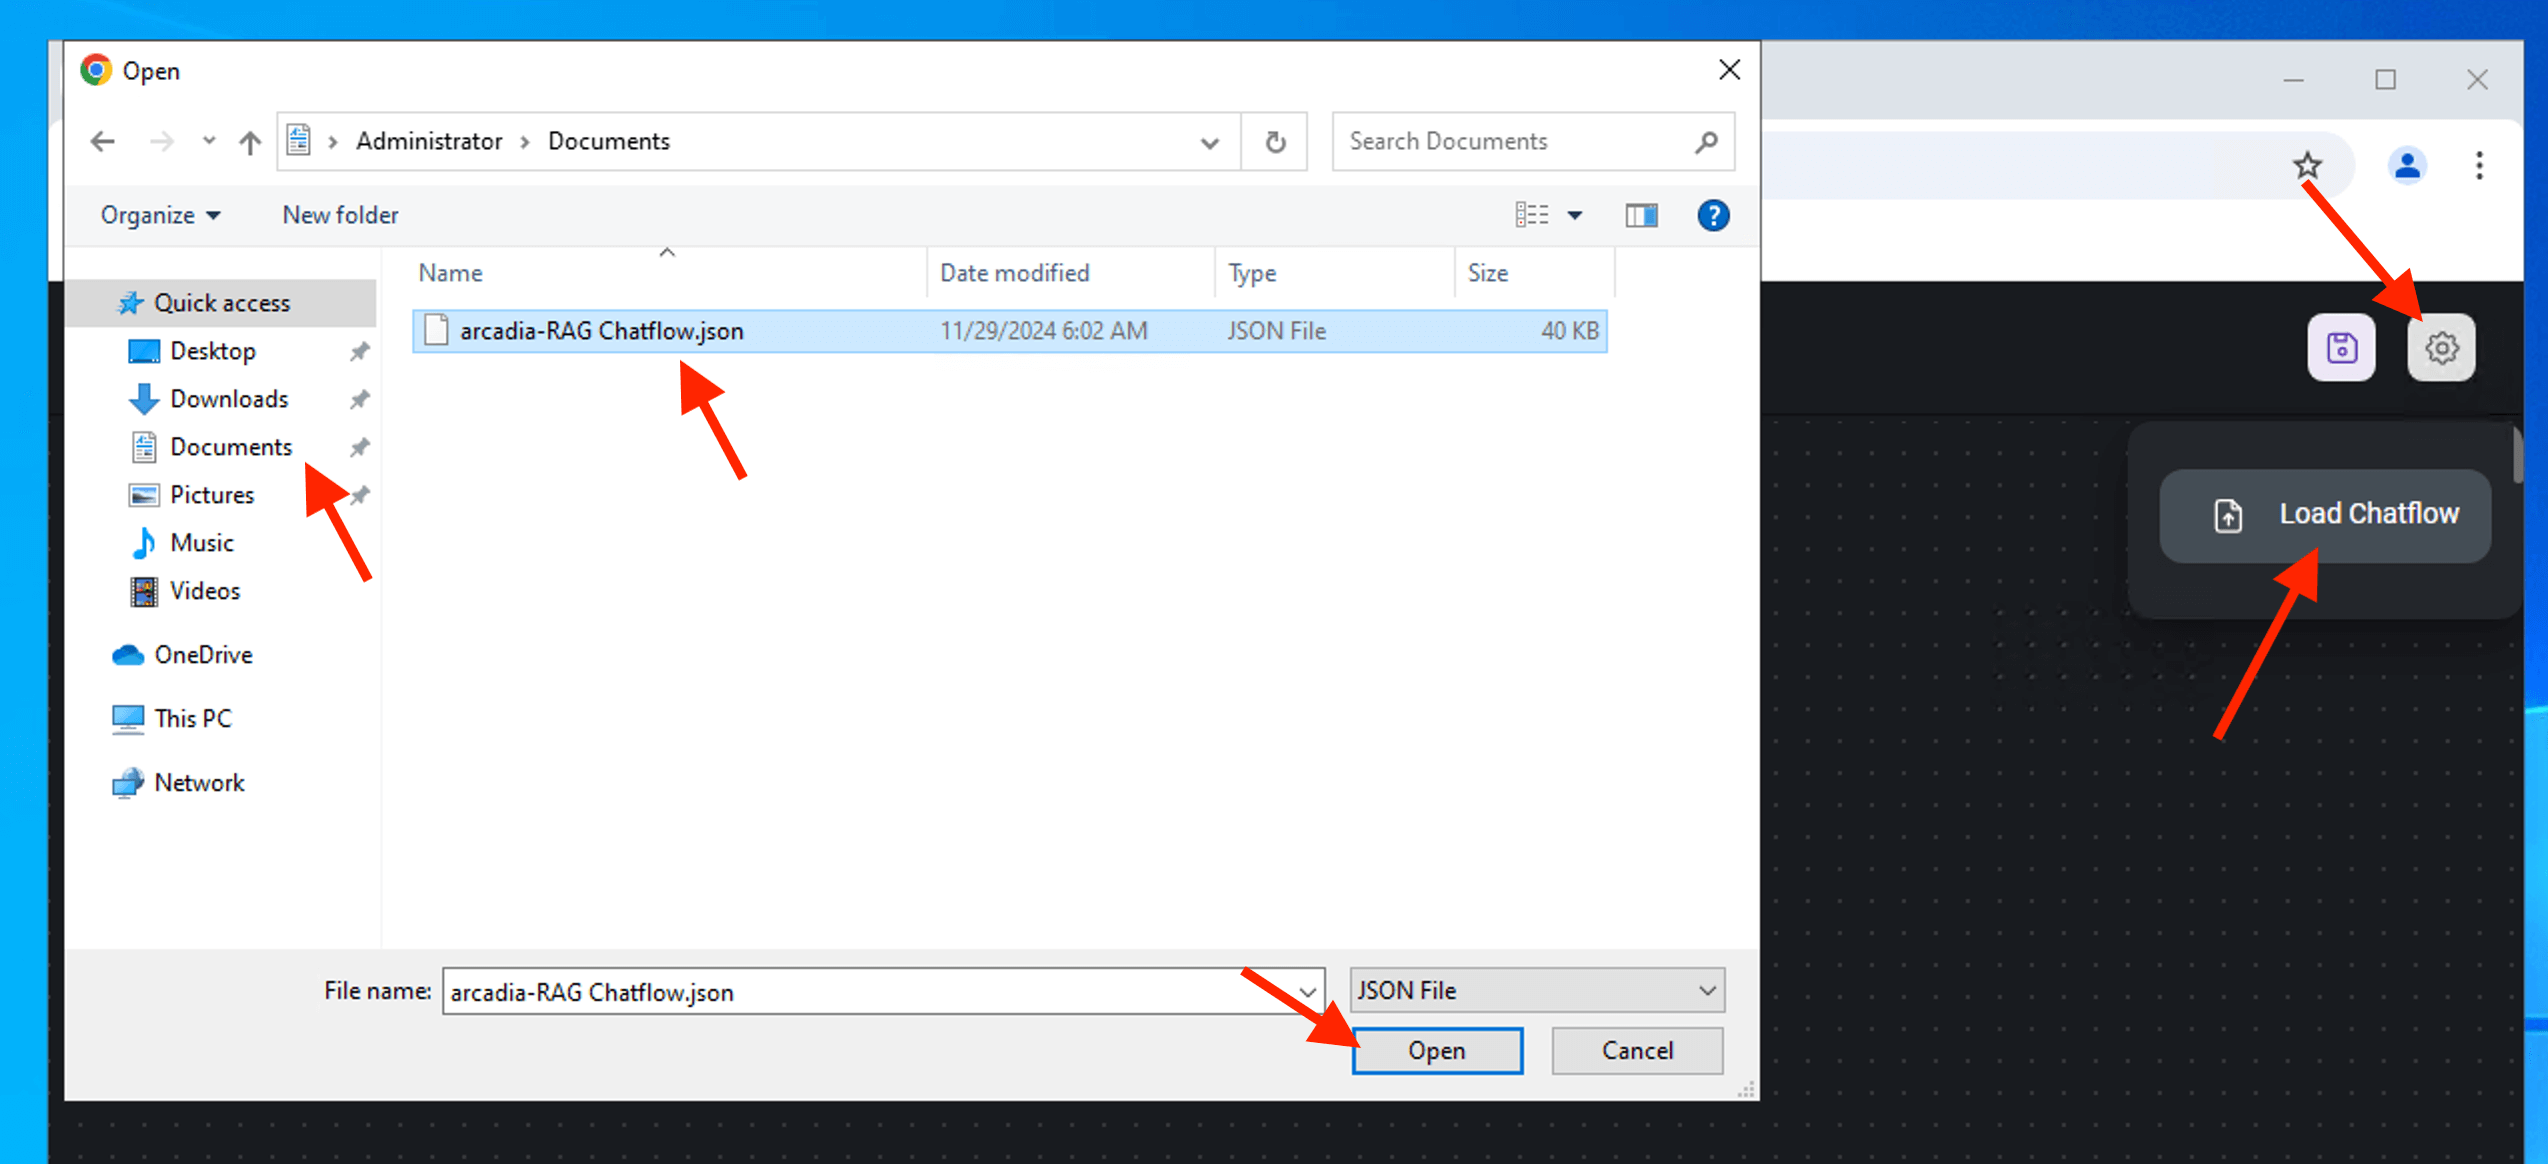 Open
Administrator > Documents
Search Documents
Organize
New folder
?
Name
Date modified
Type
Size
arcadia-RAG Chatflow.json
11/29/2024 6:02 AM
JSON File
40 KB
Quick access
Desktop
Downloads
Documents
Pictures
Music
Videos
OneDrive
This PC
Network
File name:
arcadia-RAG Chatflow.json
JSON File
Open
Cancel
Load Chatflow